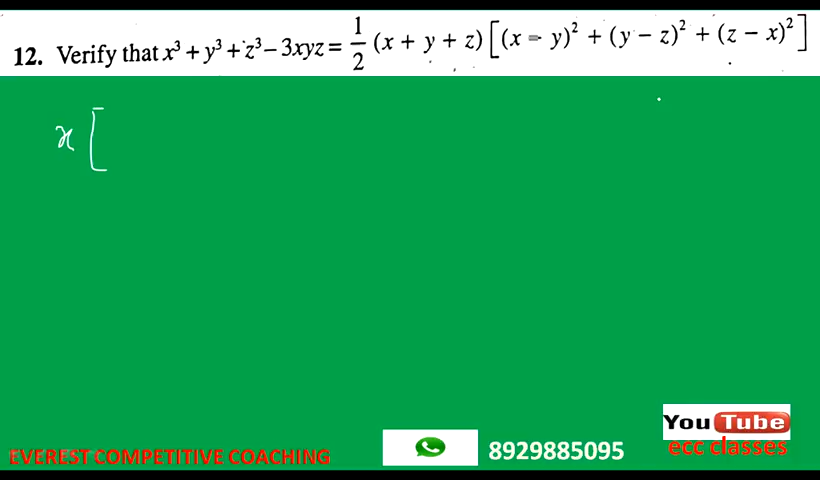 12. Verify that x³ + y³ + z³ – 3xyz = 1/2 (x + y + z) [(x – y)² + (y – z)² + (z – x)²]
x [
YouTube
ecc classes
EVEREST COMPETITIVE COACHING
8929885095